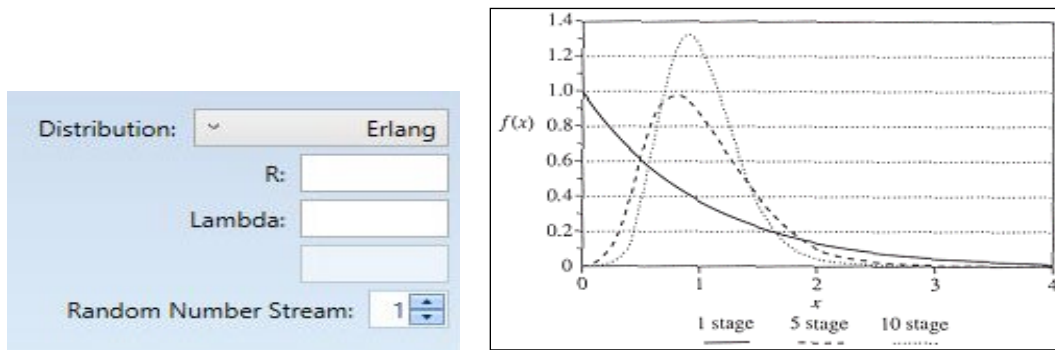 Distribution: Erlang
R:
Lambda:
Random Number Stream: 1
1.4
1.2
1.0
f(x) 0.8
0.6
0.4
0.2
0
0 1 2 3 4
x
1 stage 5 stage 10 stage